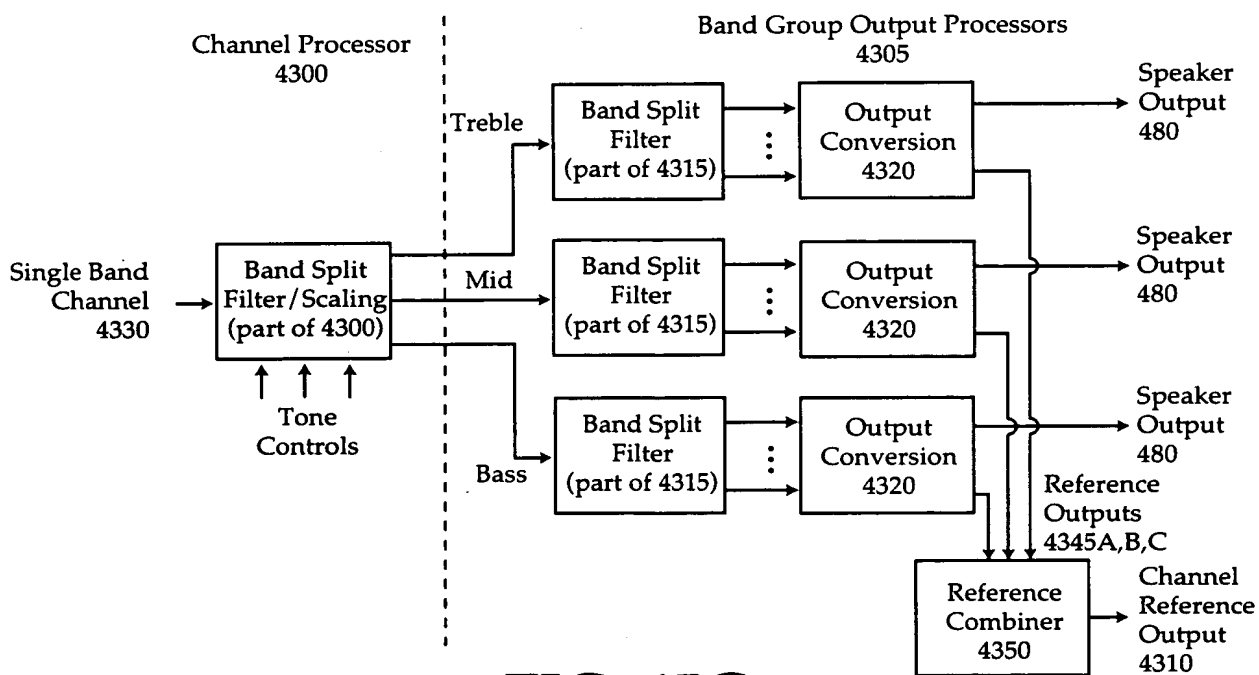 Channel Processor
4300
Band Group Output Processors
4305
Treble
Band Split
Filter
(part of 4315)
Output
Conversion
4320
Speaker
Output
480
Single Band
Channel
4330
Band Split
Filter/Scaling
(part of 4300)
Tone
Controls
Mid
Band Split
Filter
(part of 4315)
Output
Conversion
4320
Speaker
Output
480
Bass
Band Split
Filter
(part of 4315)
Output
Conversion
4320
Speaker
Output
480
Reference
Outputs
4345A,B,C
Reference
Combiner
4350
Channel
Reference
Output
4310